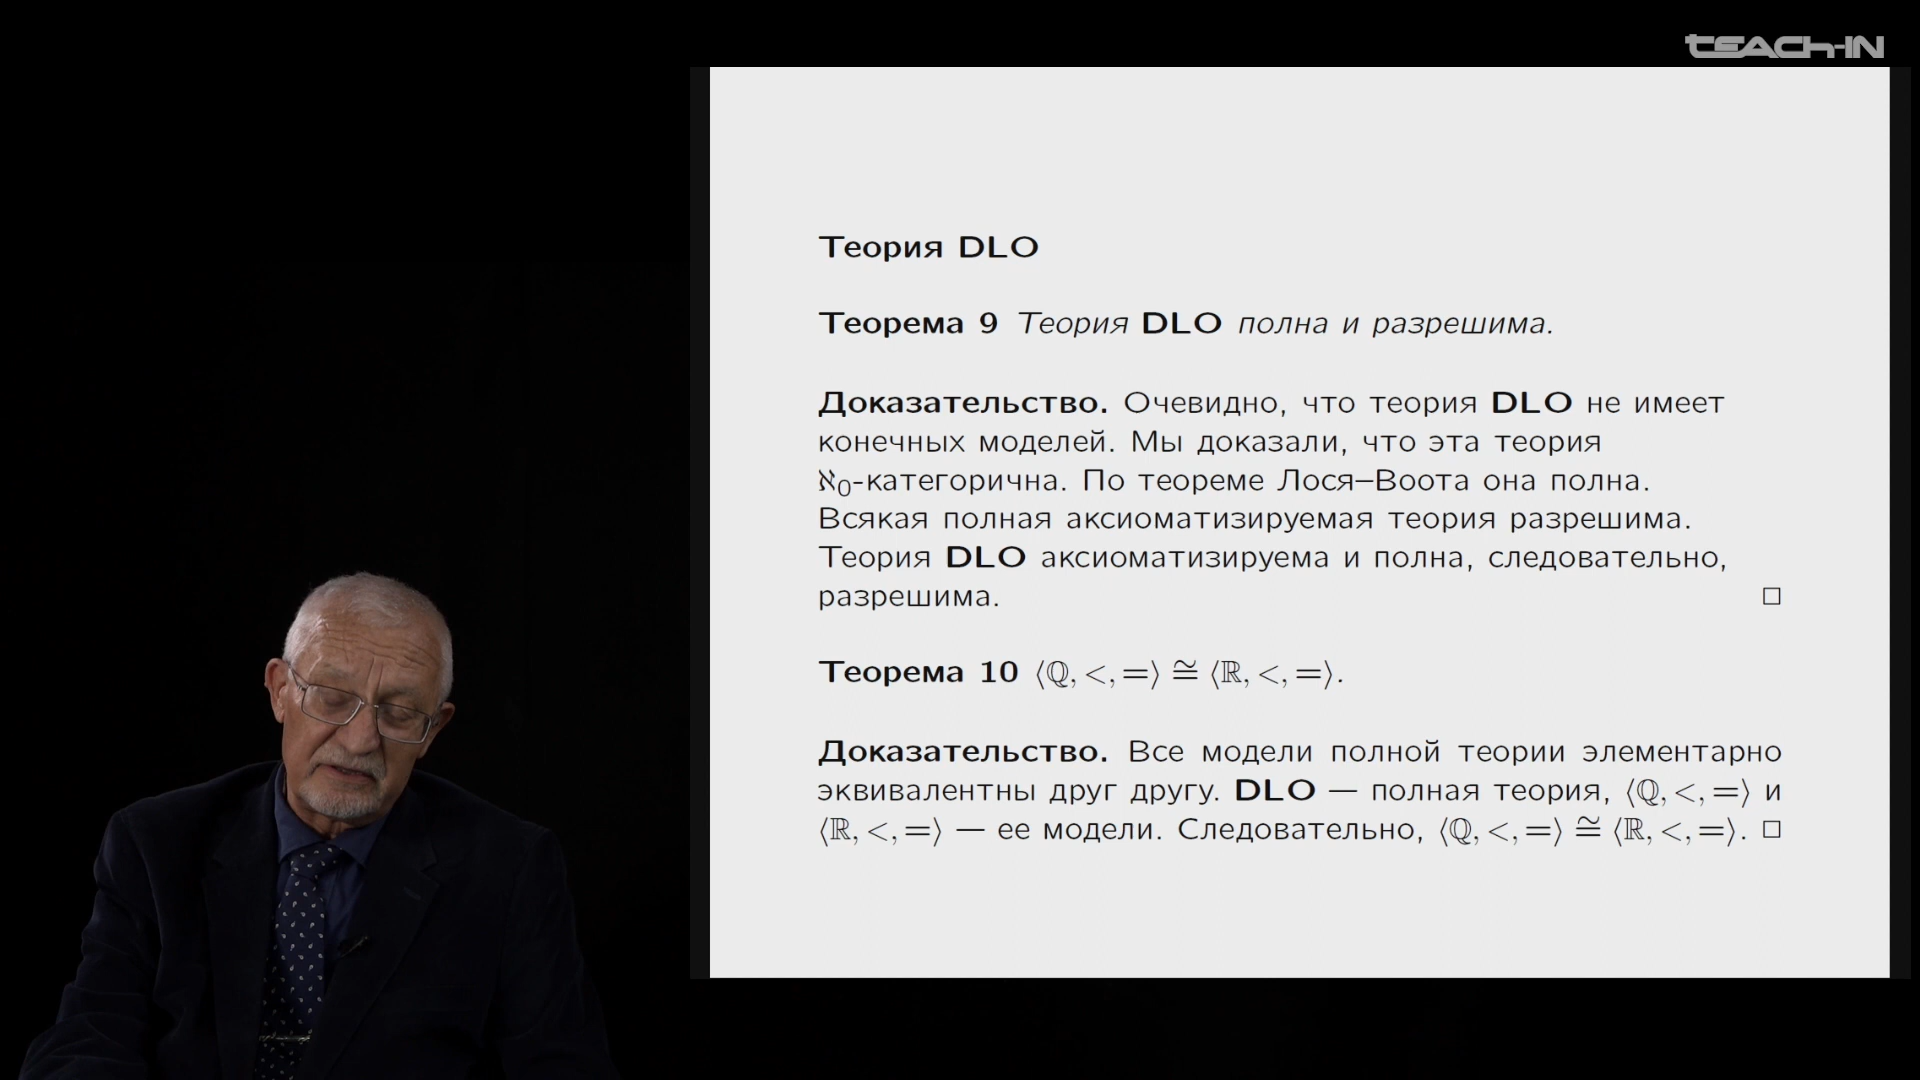 TEACH-IN
Теория DLO
Теорема 9 Теория DLO полна и разрешима.
Доказательство. Очевидно, что теория DLO не имеет
конечных моделей. Мы доказали, что эта теория
ℵ₀-категорична. По теореме Лося–Воота она полна.
Всякая полная аксиоматизируемая теория разрешима.
Теория DLO аксиоматизируема и полна, следовательно,
разрешима. □
Теорема 10 ⟨ℚ, <, =⟩ ≅ ⟨ℝ, <, =⟩.
Доказательство. Все модели полной теории элементарно
эквивалентны друг другу. DLO — полная теория, ⟨ℚ, <, =⟩ и
⟨ℝ, <, =⟩ — ее модели. Следовательно, ⟨ℚ, <, =⟩ ≅ ⟨ℝ, <, =⟩. □